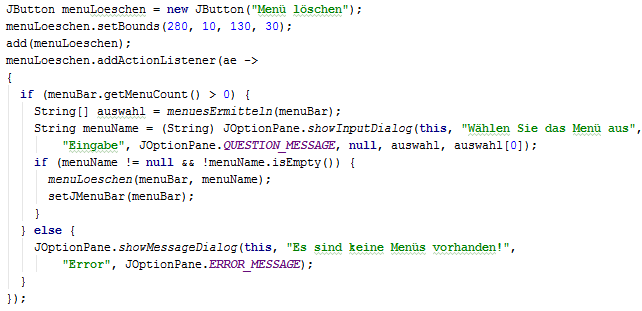 JButton menuLoeschen = new JButton("Menü löschen");
menuLoeschen.setBounds(280, 10, 130, 30);
add(menuLoeschen);
menuLoeschen.addActionListener(ae ->
{
  if (menuBar.getMenuCount() > 0) {
    String[] auswahl = menuesErmitteln(menuBar);
    String menuName = (String) JOptionPane.showInputDialog(this, "Wählen Sie das Menü aus",
        "Eingabe", JOptionPane.QUESTION_MESSAGE, null, auswahl, auswahl[0]);
    if (menuName != null && !menuName.isEmpty()) {
      menuLoeschen(menuBar, menuName);
      setJMenuBar(menuBar);
    }
  } else {
    JOptionPane.showMessageDialog(this, "Es sind keine Menüs vorhanden!",
        "Error", JOptionPane.ERROR_MESSAGE);
  }
});